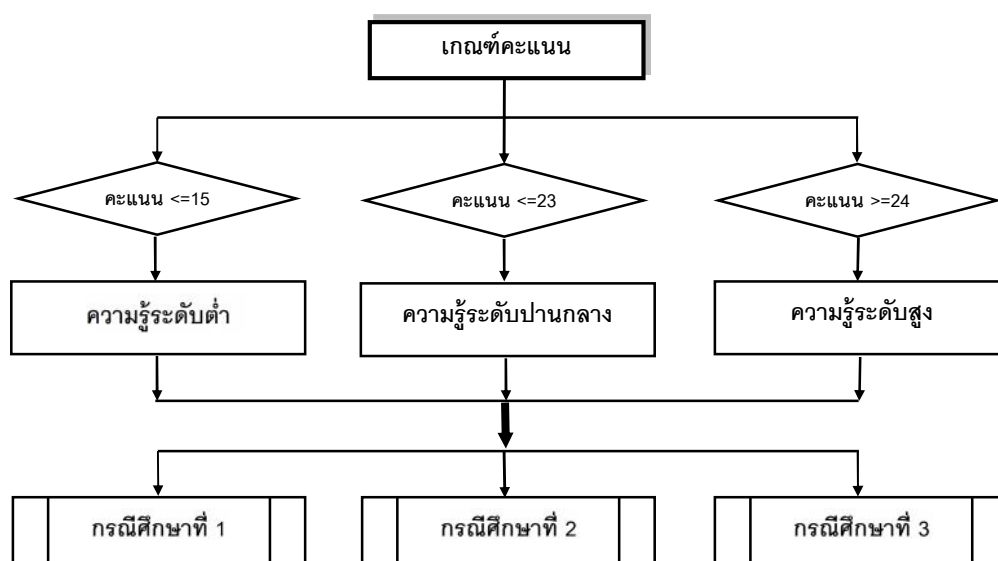 เกณฑ์คะแนน
คะแนน <=15
คะแนน <=23
คะแนน >=24
ความรู้ระดับต่ำ
ความรู้ระดับปานกลาง
ความรู้ระดับสูง
กรณีศึกษาที่ 1
กรณีศึกษาที่ 2
กรณีศึกษาที่ 3